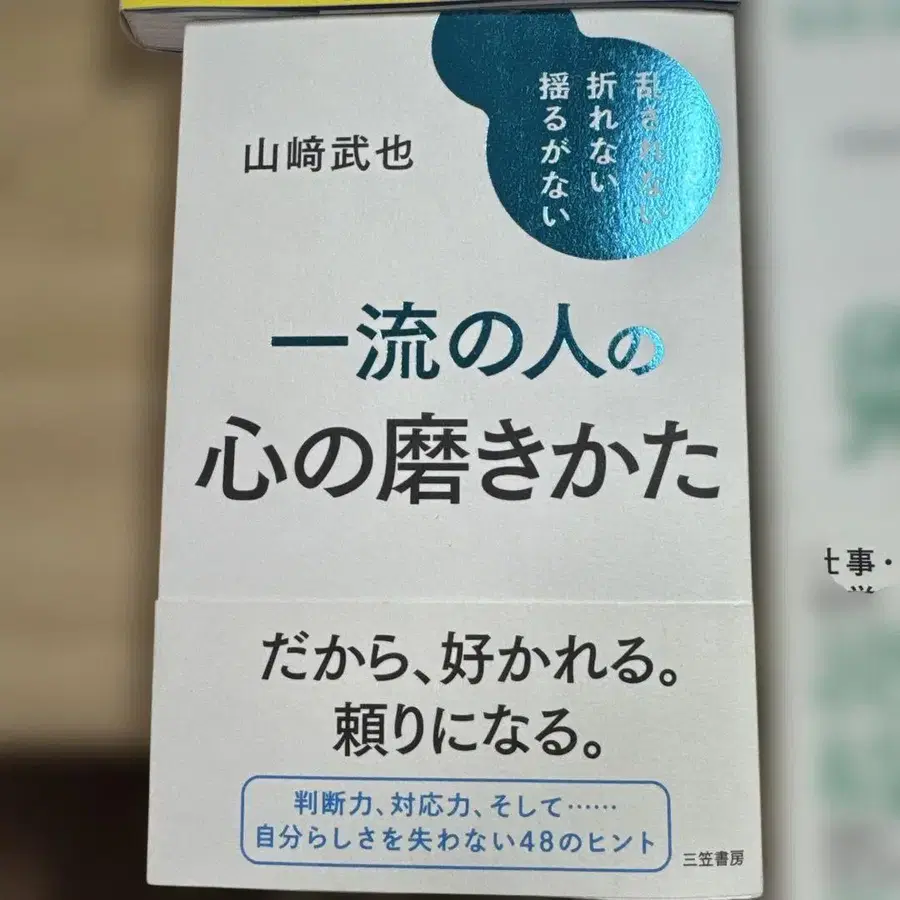 乱されない
折れない
揺るがない
山﨑武也
一流の人の
心の磨きかた
だから、好かれる。
頼りになる。
判断力、対応力、そして……
自分らしさを失わない48のヒント
三笠書房
事・